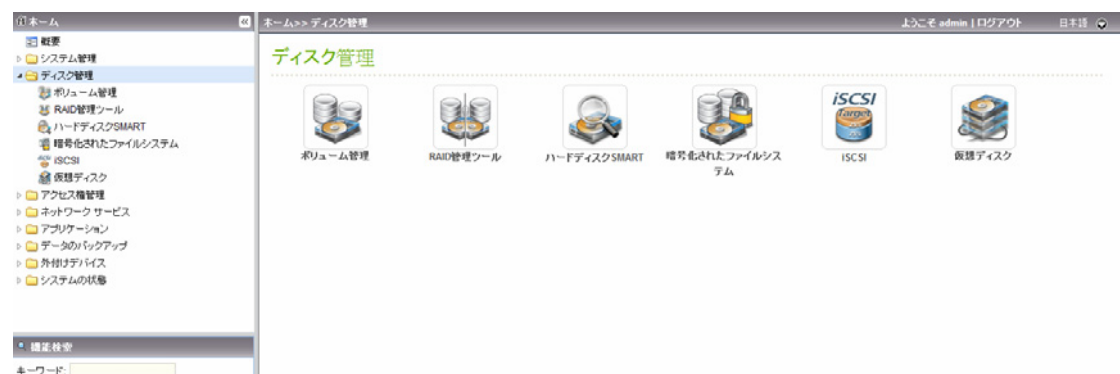 ホーム
ホーム>> ディスク管理
ようこそ admin | ログアウト
日本語
概要
システム管理
ディスク管理
ボリューム管理
RAID管理ツール
ハードディスクSMART
暗号化されたファイルシステム
iSCSI
仮想ディスク
アクセス権管理
ネットワーク サービス
アプリケーション
データのバックアップ
外付けデバイス
システムの状態
機能検索
キーワード:
ディスク管理
iSCSI
Target
ボリューム管理
RAID管理ツール
ハードディスクSMART
暗号化されたファイルシス
テム
iSCSI
仮想ディスク